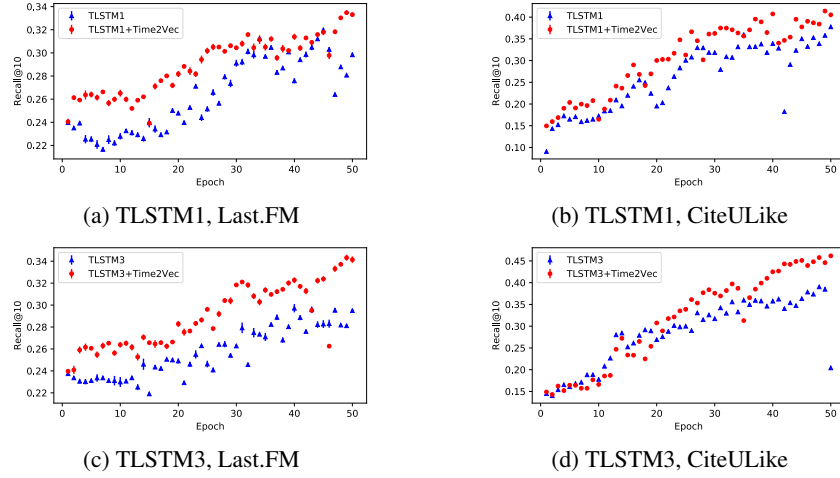 TLSTM1
TLSTM1+Time2Vec
Recall@10
0.34
0.32
0.30
0.28
0.26
0.24
0.22
0 10 20 30 40 50
Epoch
(a) TLSTM1, Last.FM
TLSTM1
TLSTM1+Time2Vec
Recall@10
0.40
0.35
0.30
0.25
0.20
0.15
0.10
0 10 20 30 40 50
Epoch
(b) TLSTM1, CiteULike
TLSTM3
TLSTM3+Time2Vec
Recall@10
0.34
0.32
0.30
0.28
0.26
0.24
0.22
0 10 20 30 40 50
Epoch
(c) TLSTM3, Last.FM
TLSTM3
TLSTM3+Time2Vec
Recall@10
0.45
0.40
0.35
0.30
0.25
0.20
0.15
0 10 20 30 40 50
Epoch
(d) TLSTM3, CiteULike